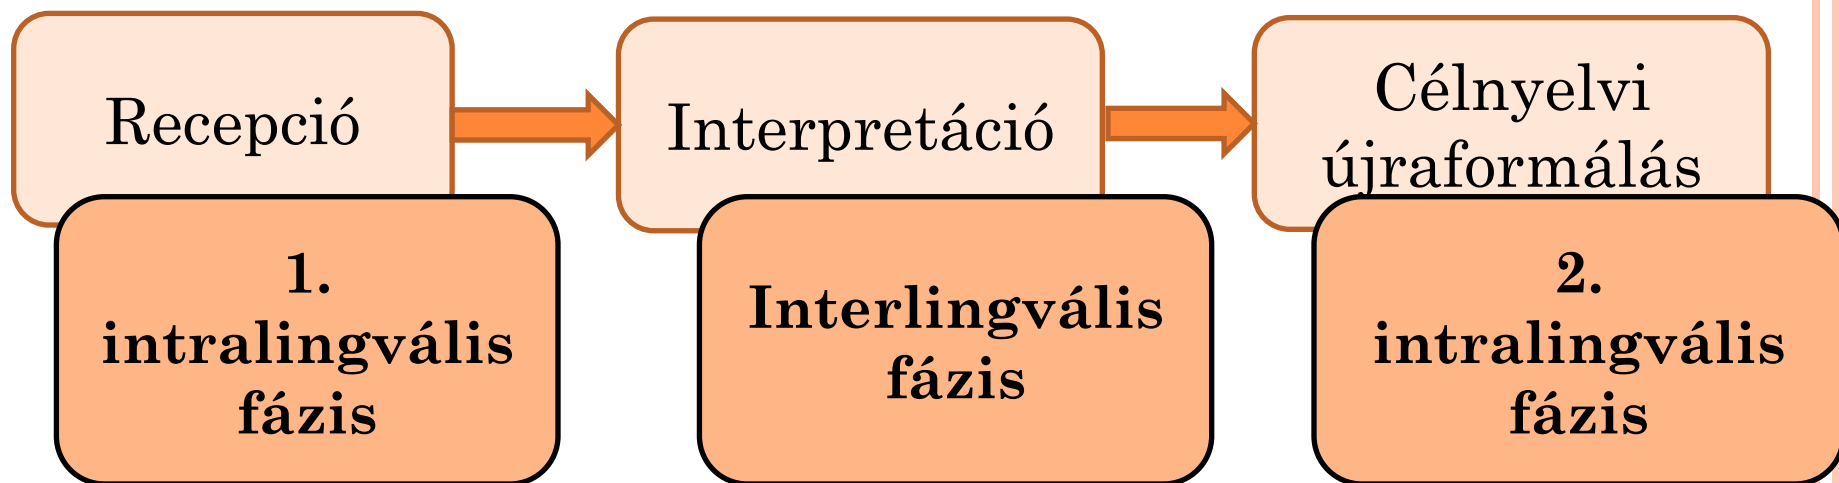 Recepció
Interpretáció
Célnyelvi
újraformálás
1.
intralingvális
fázis
Interlingvális
fázis
2.
intralingvális
fázis